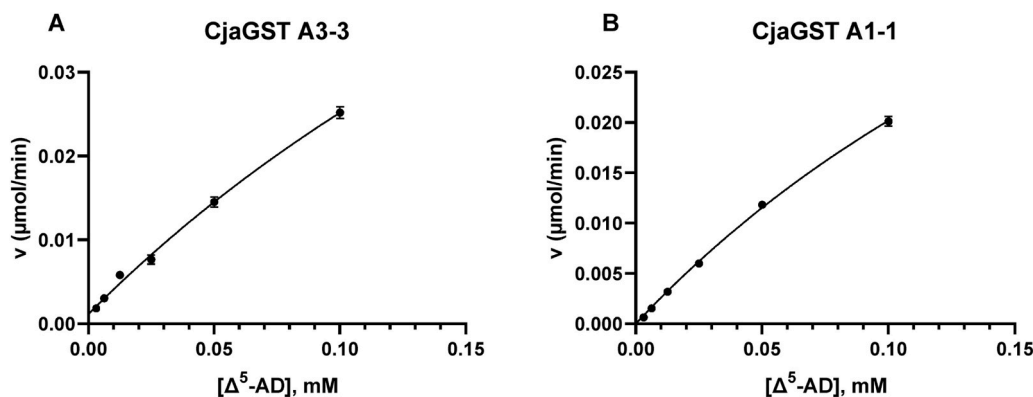 A
CjaGST A3-3
v (µmol/min)
0.03
0.02
0.01
0.00
0.00
0.05
0.10
0.15
[Δ⁵-AD], mM
B
CjaGST A1-1
v (µmol/min)
0.025
0.020
0.015
0.010
0.005
0.000
0.00
0.05
0.10
0.15
[Δ⁵-AD], mM